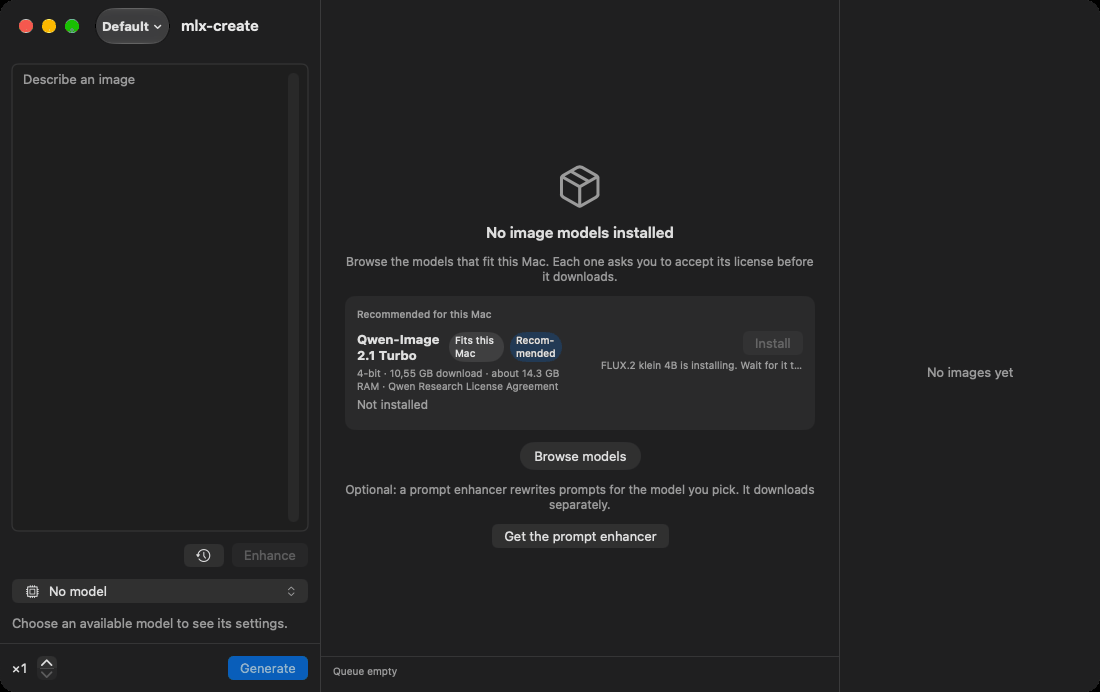 Default
mlx-create
Describe an image
Enhance
No model
Choose an available model to see its settings.
×1
Generate
No image models installed
Browse the models that fit this Mac. Each one asks you to accept its license before
it downloads.
Recommended for this Mac
Qwen-Image
2.1 Turbo
Fits this
Mac
Recom-
mended
4-bit · 10,55 GB download · about 14.3 GB
RAM · Qwen Research License Agreement
Not installed
Install
FLUX.2 klein 4B is installing. Wait for it t...
Browse models
Optional: a prompt enhancer rewrites prompts for the model you pick. It downloads
separately.
Get the prompt enhancer
Queue empty
No images yet